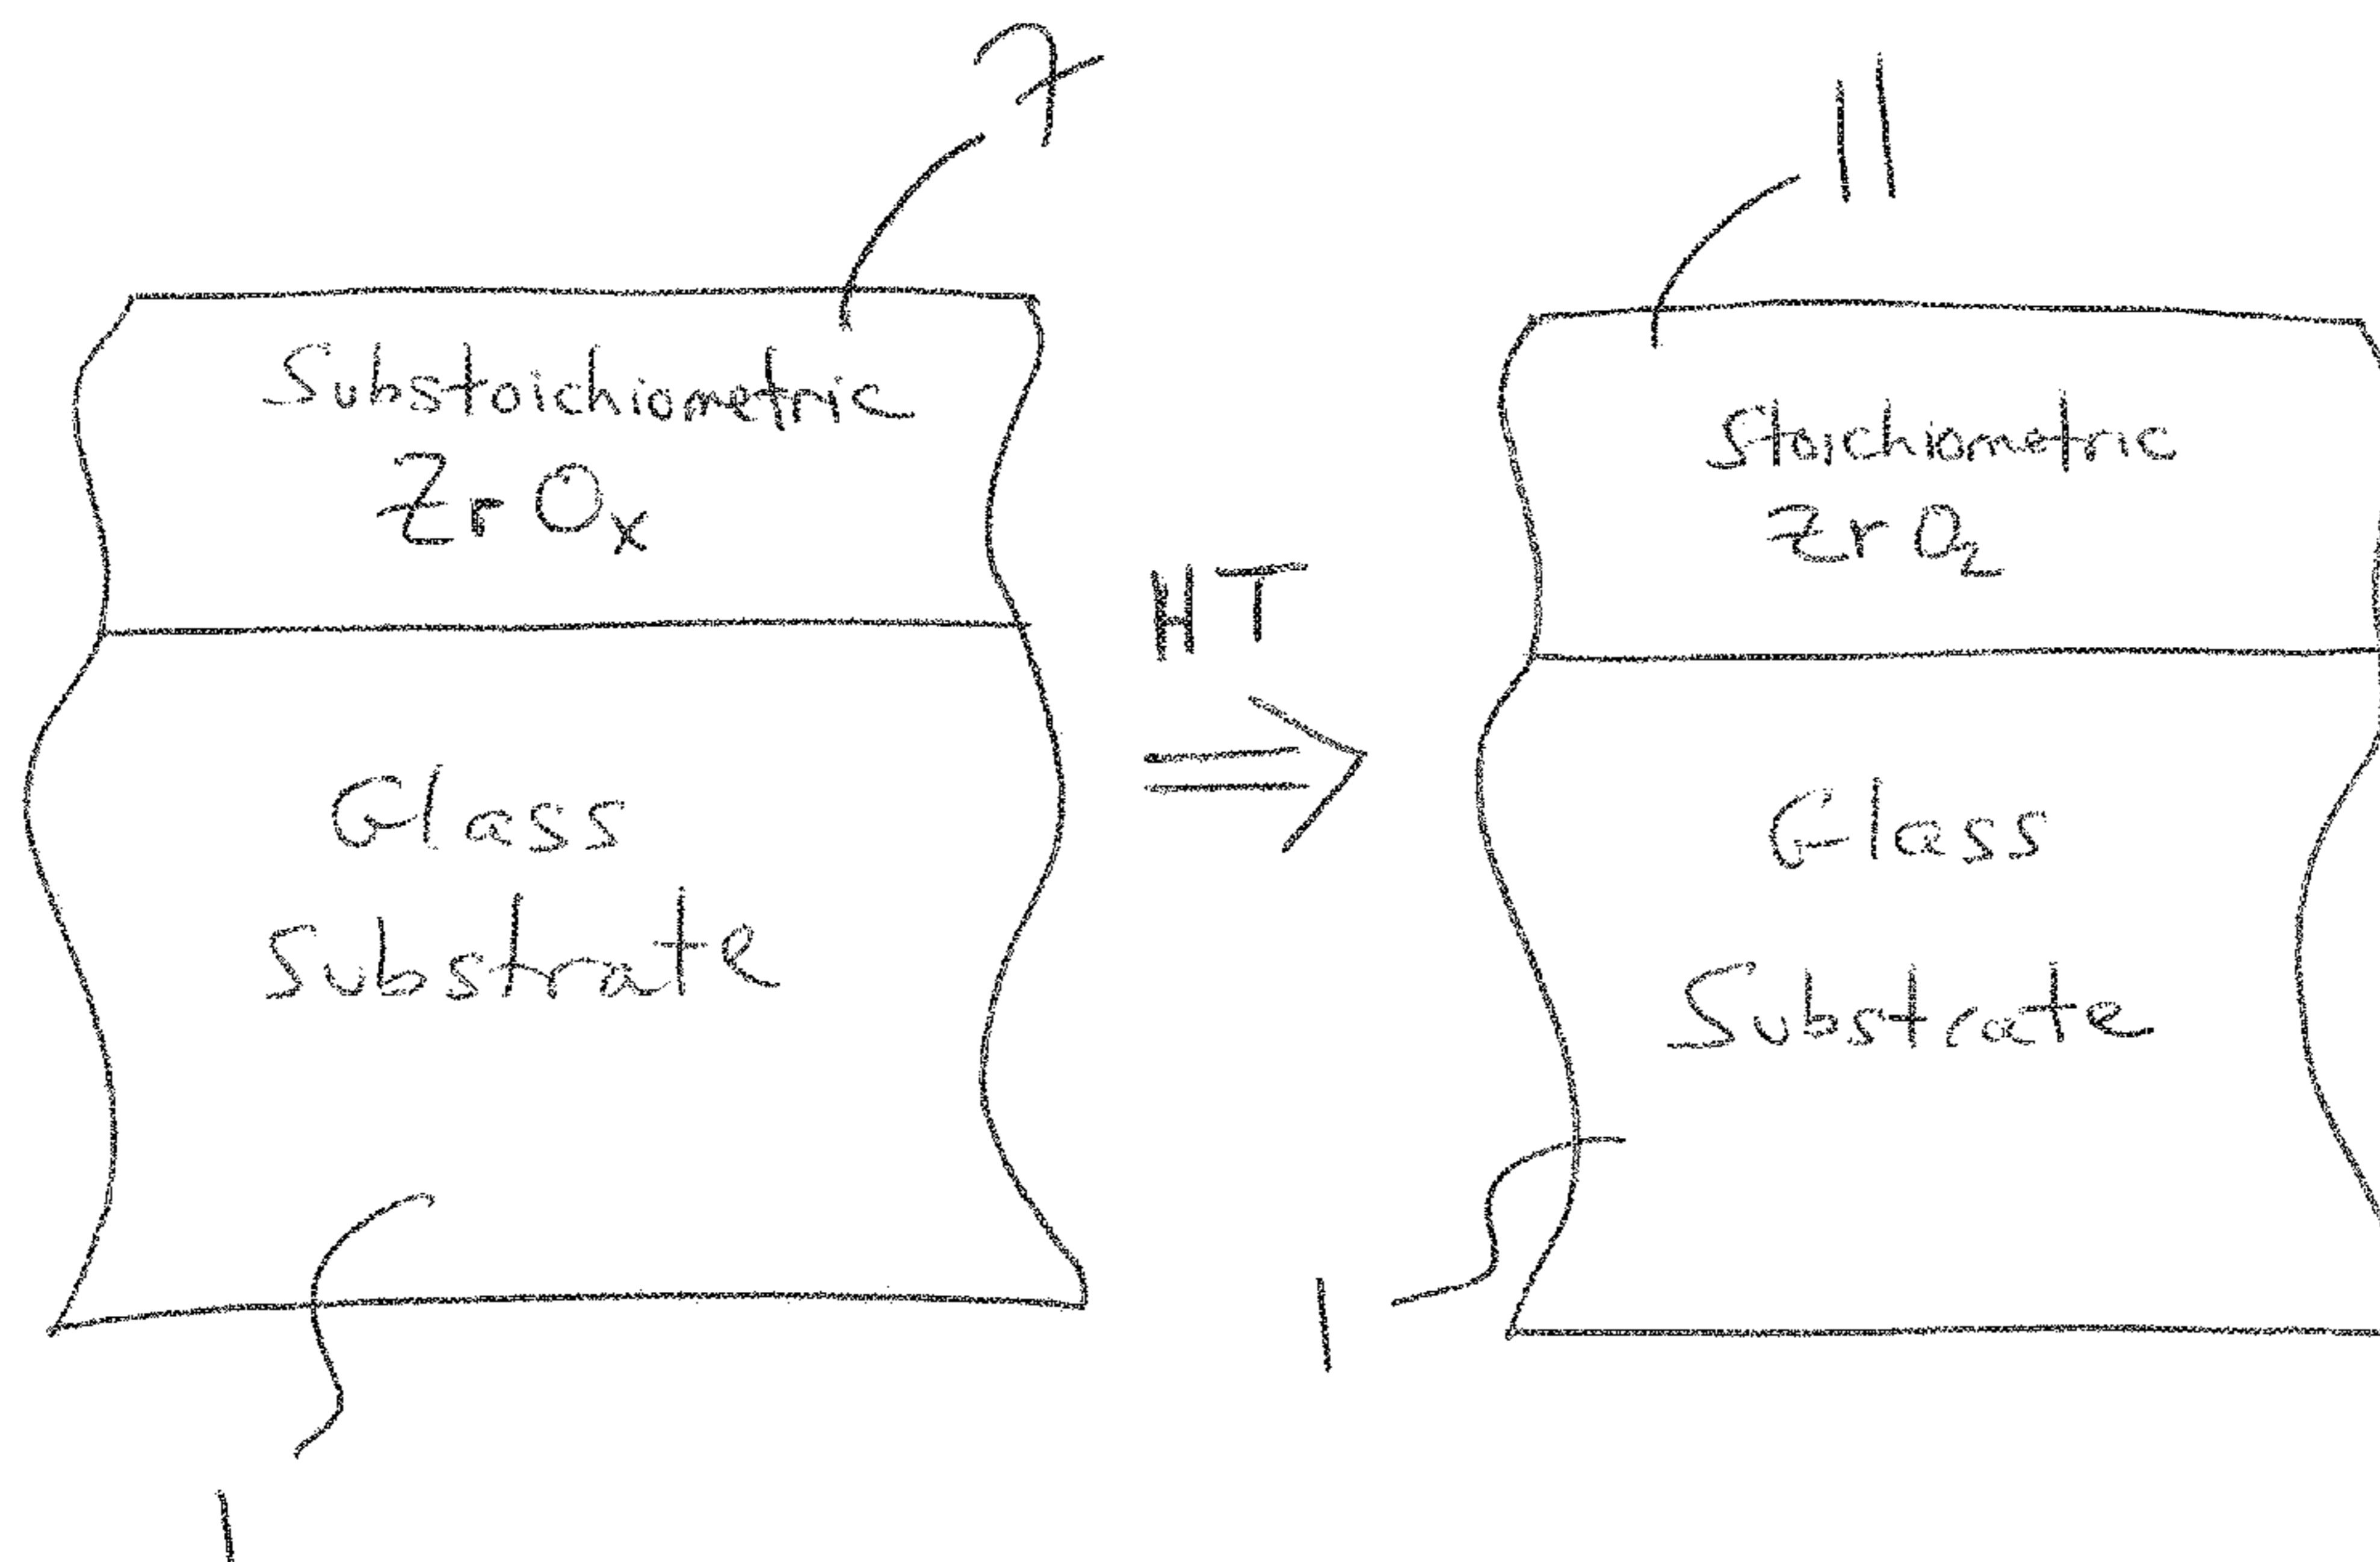 7
11
Substoichiometric
ZrOx
Stoichiometric
ZrO2
HT
Glass
Substrate
Glass
Substrate
1
1